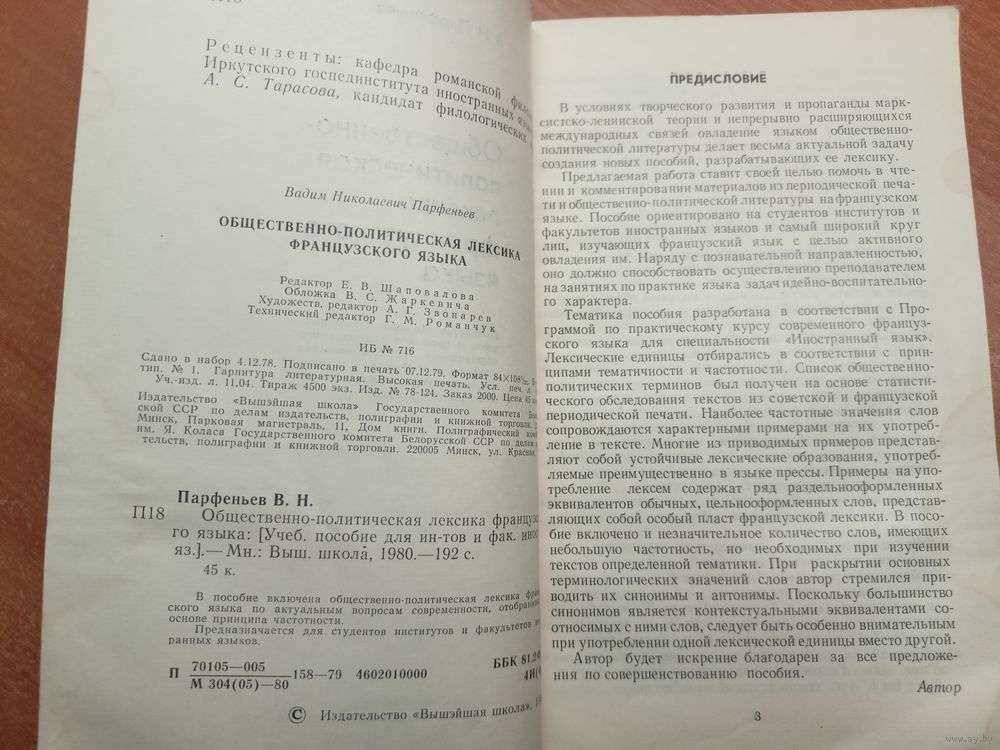 Рецензенты: кафедра романской
Иркутского госпединститута иностранных
А. С. Тарасова, кандидат филологических
Вадим Николаевич Парфеньев
ОБЩЕСТВЕННО-ПОЛИТИЧЕСКАЯ ЛЕКСИКА
ФРАНЦУЗСКОГО ЯЗЫКА
Редактор Е. В. Шаповалова
Обложка В. С. Жаркевича
Художеств. редактор А. Г. Звонарев
Технический редактор Г. М. Романчук
ИБ № 716
Сдано в набор 4.12.78. Подписано в печать 07.12.79. Формат 84×108¹/₃₂.
тип. № 1. Гарнитура литературная. Высокая печать. Усл. печ. л.
Уч.-изд. л. 11,04. Тираж 4500 экз. Изд. № 78-124. Заказ 2000. Цена 45
Издательство «Вышэйшая школа» Государственного комитета
ской ССР по делам издательств, полиграфии и книжной торговли.
Минск, Парковая магистраль, 11, Дом книги. Полиграфический
им. Я. Коласа Государственного комитета Белорусской ССР по делам
тельств, полиграфии и книжной торговли. 220005 Минск, ул. Красная,
Парфеньев В. Н.
П18 Общественно-политическая лексика
го языка: [Учеб. пособие для ин-тов и фак.
яз.].— Мн.: Выш. школа, 1980.—192 с.
45 к.
В пособие включена общественно-политическая лексика
ского языка по актуальным вопросам современности,
основе принципа частотности.
Предназначается для студентов институтов и факультетов
ранных языков.
П 70105—005 / М 304(05)—80 158—79 4602010000
ББК
© Издательство «Вышэйшая школа»,
ПРЕДИСЛОВИЕ
В условиях творческого развития и пропаганды марк-
систско-ленинской теории и непрерывно расширяющихся
международных связей овладение языком общественно-
политической литературы делает весьма актуальной задачу
создания новых пособий, разрабатывающих ее лексику.
Предлагаемая работа ставит своей целью помочь в чте-
нии и комментировании материалов из периодической печа-
ти и общественно-политической литературы на французском
языке. Пособие ориентировано на студентов институтов и
факультетов иностранных языков и самый широкий круг
лиц, изучающих французский язык с целью активного
овладения им. Наряду с познавательной направленностью,
оно должно способствовать осуществлению преподавателем
на занятиях по практике языка задач идейно-воспитательно-
го характера.
Тематика пособия разработана в соответствии с Про-
граммой по практическому курсу современного француз-
ского языка для специальности «Иностранный язык».
Лексические единицы отбирались в соответствии с прин-
ципами тематичности и частотности. Список общественно-
политических терминов был получен на основе статисти-
ческого обследования текстов из советской и французской
периодической печати. Наиболее частотные значения слов
сопровождаются характерными примерами на их употреб-
ление в тексте. Многие из приводимых примеров представ-
ляют собой устойчивые лексические образования, употреб-
ляемые преимущественно в языке прессы. Примеры на упо-
требление лексем содержат ряд раздельнооформленных
эквивалентов обычных, цельнооформленных слов, представ-
ляющих собой особый пласт французской лексики. В посо-
бие включено и незначительное количество слов, имеющих
небольшую частотность, но необходимых при изучении
текстов определенной тематики. При раскрытии основных
терминологических значений слов автор стремился при-
водить их синонимы и антонимы. Поскольку большинство
синонимов является контекстуальными эквивалентами со-
относимых с ними слов, следует быть особенно внимательным
при употреблении одной лексической единицы вместо другой.
Автор будет искренне благодарен за все предложе-
ния по совершенствованию пособия.
Автор
3
www.ay.by